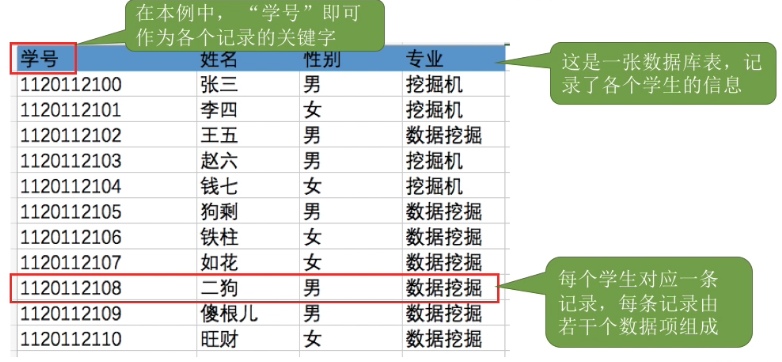 在本例中，“学号”即可
作为各个记录的关键字
学号 姓名 性别 专业
这是一张数据库表，记
录了各个学生的信息
1120112100 张三 男 挖掘机
1120112101 李四 女 挖掘机
1120112102 王五 男 数据挖掘
1120112103 赵六 男 挖掘机
1120112104 钱七 女 挖掘机
1120112105 狗剩 男 数据挖掘
1120112106 铁柱 女 数据挖掘
1120112107 如花 女 数据挖掘
1120112108 二狗 男 数据挖掘
1120112109 傻根儿 男 数据挖掘
1120112110 旺财 女 数据挖掘
每个学生对应一条
记录，每条记录由
若干个数据项组成